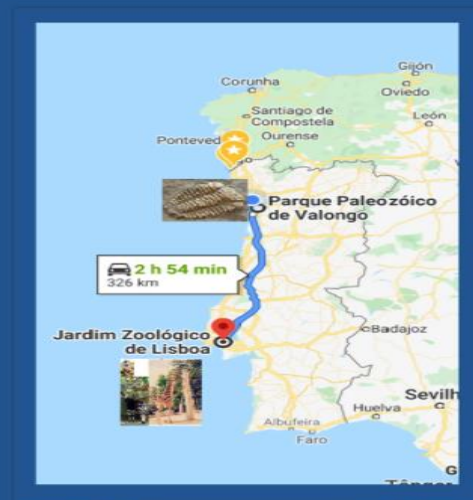 Gijón
Corunha
Oviedo
Santiago de
Compostela
León
Ponteved
Ourense
Parque Paleozóico
de Valongo
2 h 54 min
326 km
Jardim Zoológico
de Lisboa
Badajoz
Sevilh
Huelva
Albufeira
Faro
G
Tânger